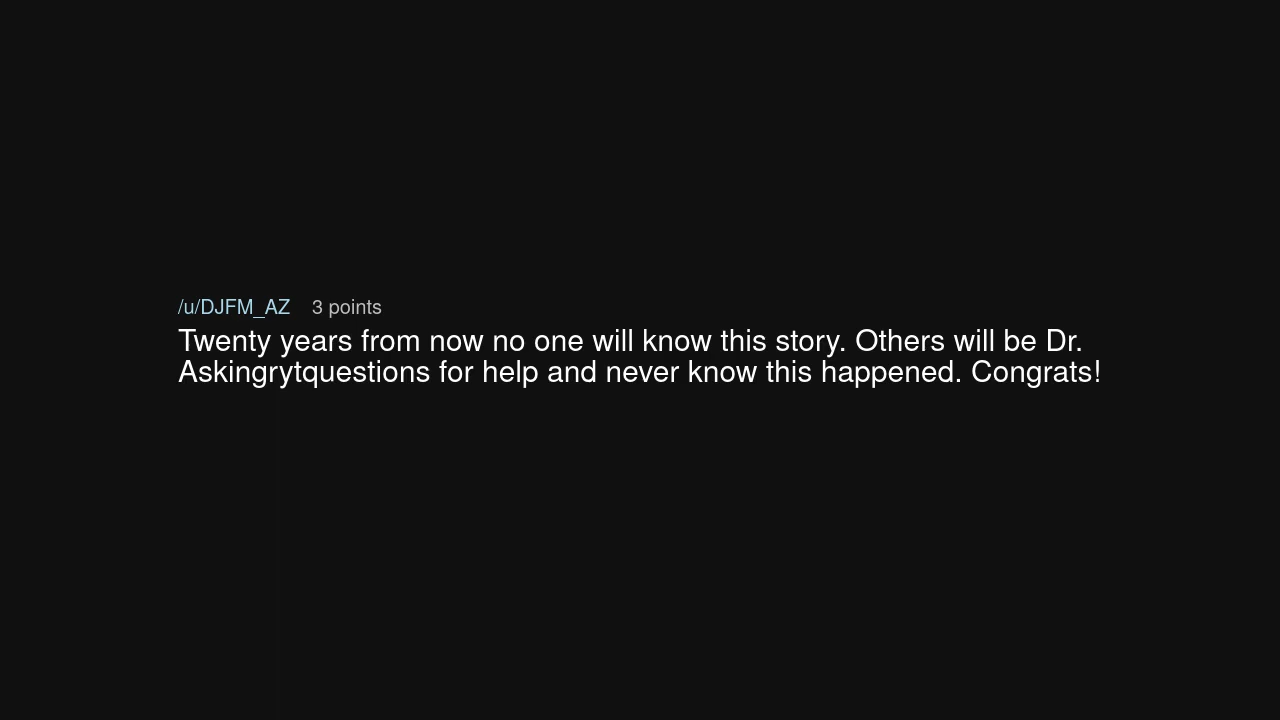 /u/DJFM_AZ 3 points
Twenty years from now no one will know this story. Others will be Dr.
Askingrytquestions for help and never know this happened. Congrats!